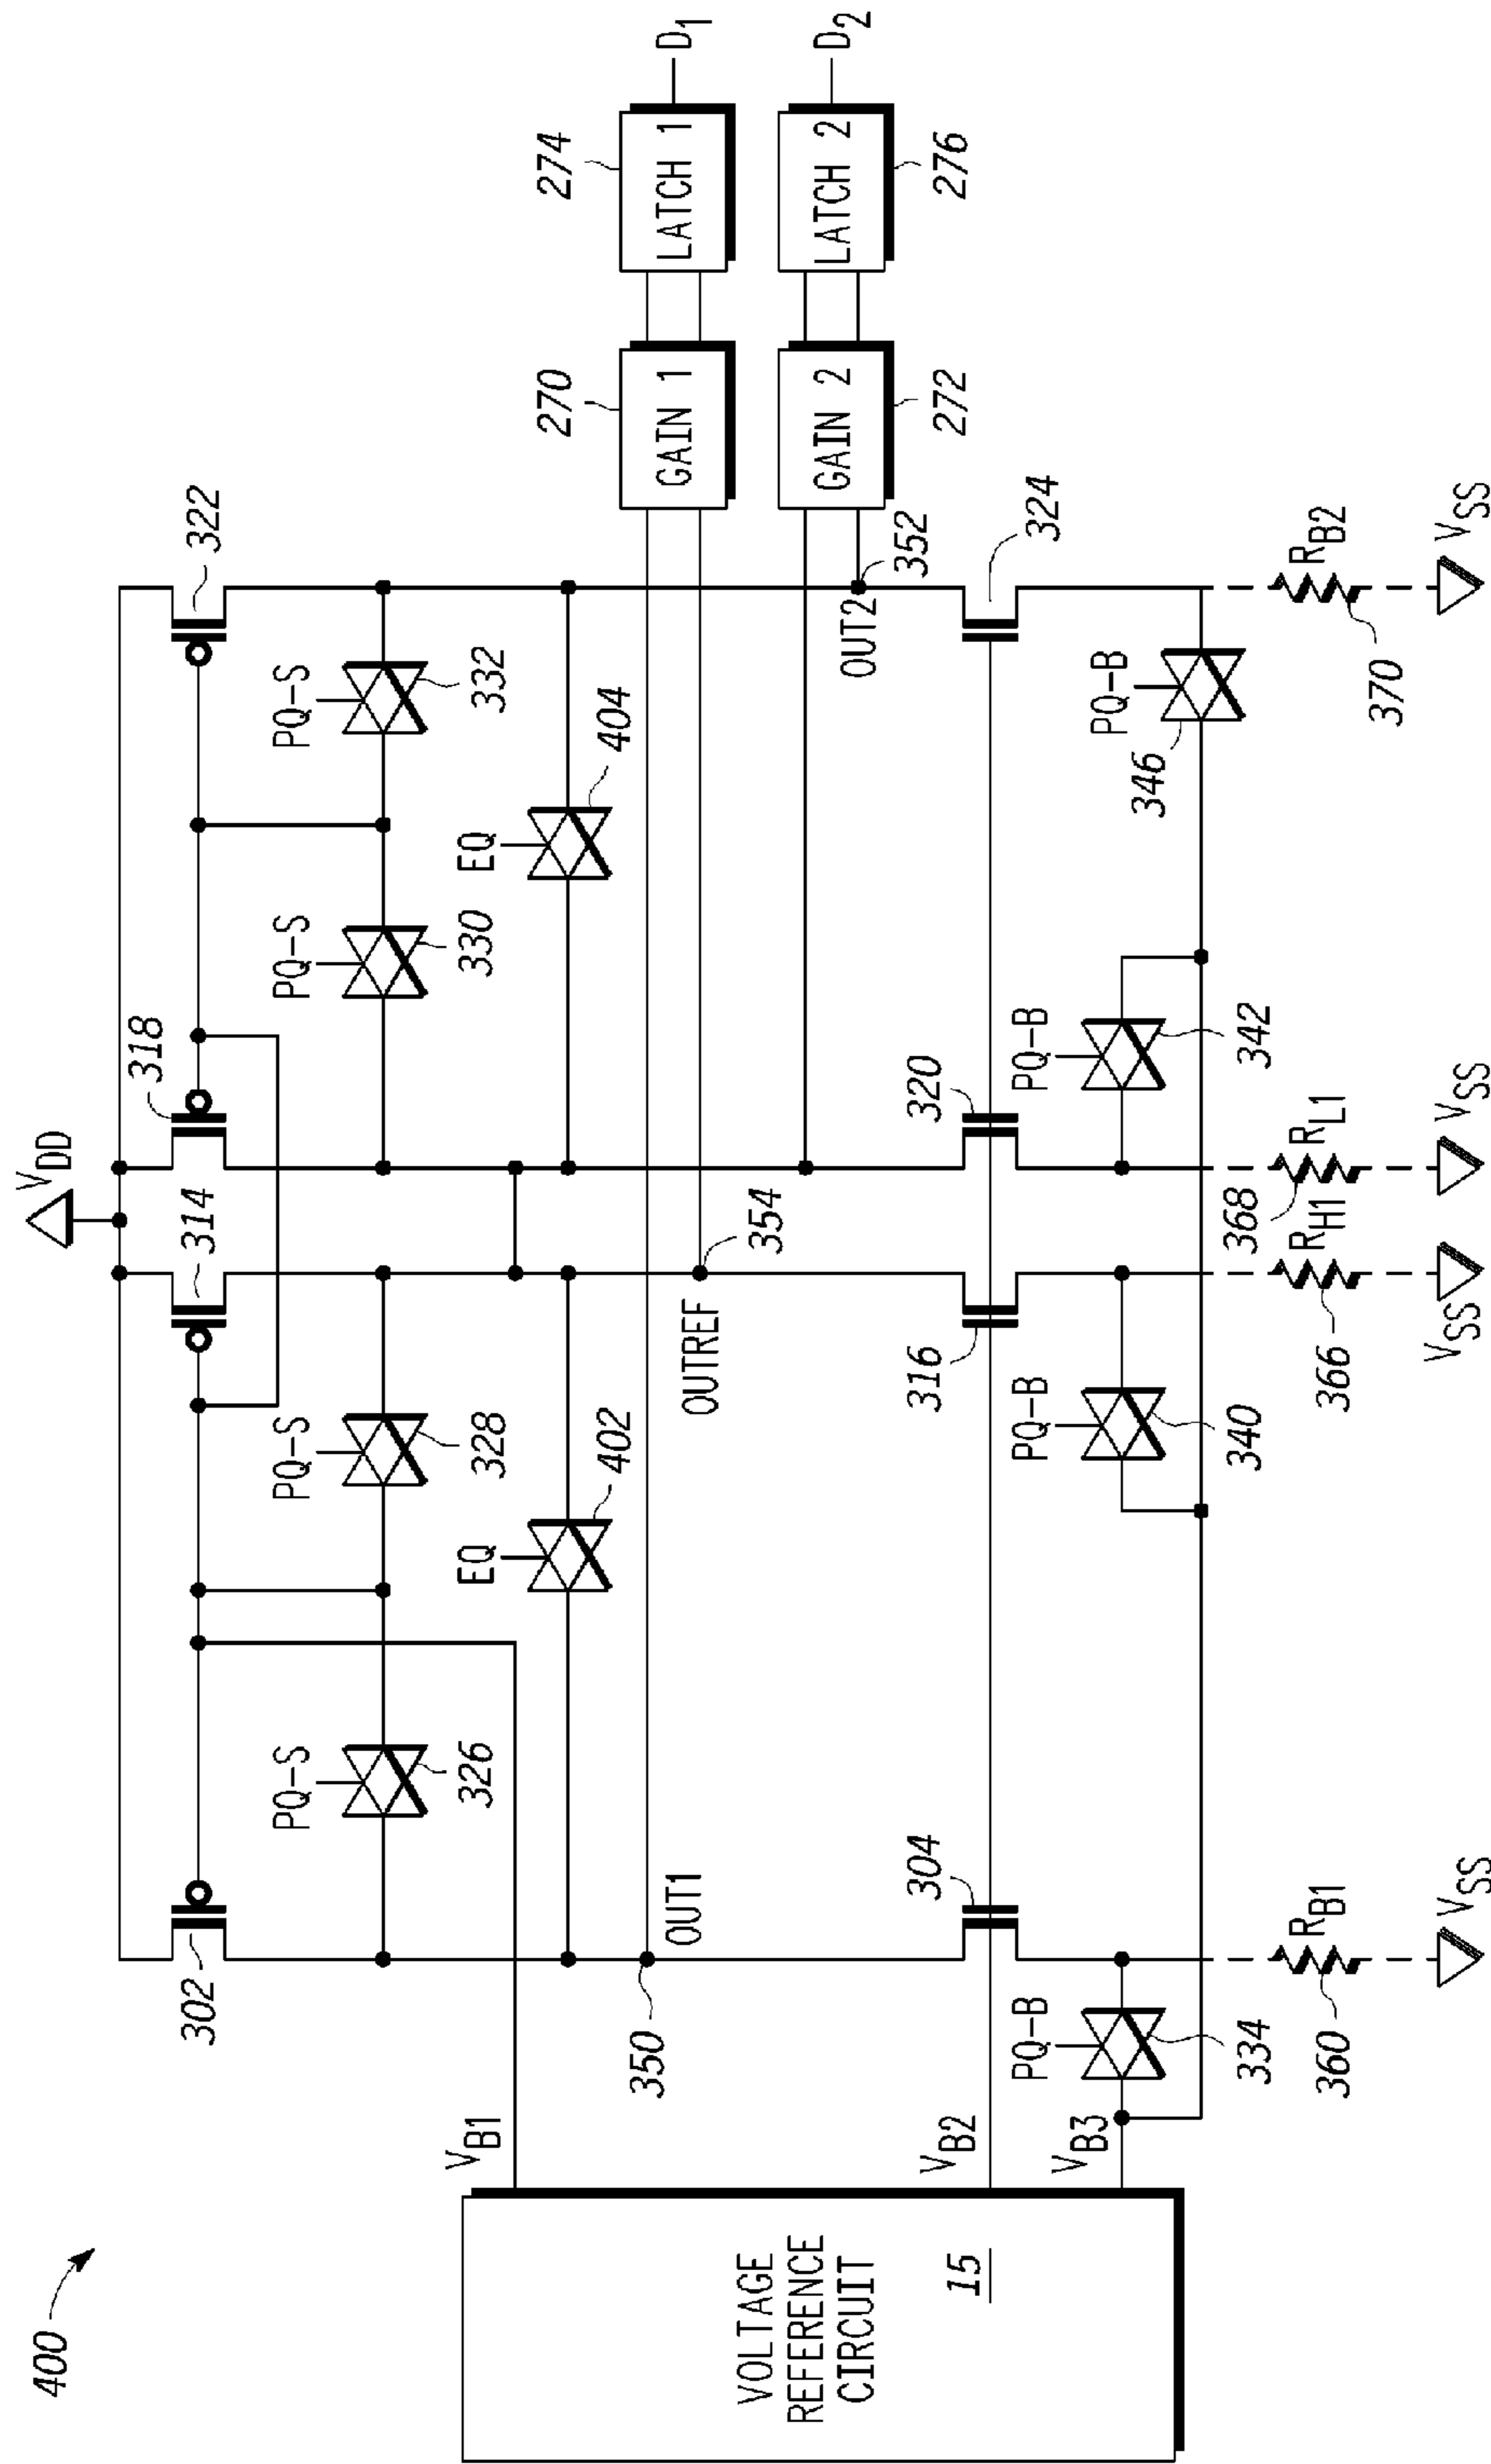 400
V_DD
302
314
318
322
PQ-S
PQ-S
PQ-S
PQ-S
326
328
330
332
V_B1
EQ
EQ
402
404
270
274
GAIN 1
LATCH 1
D_1
350
OUT1
OUTREF
354
GAIN 2
LATCH 2
D_2
OUT2
352
272
276
VOLTAGE
REFERENCE
CIRCUIT
15
V_B2
304
316
320
324
V_B3
PQ-B
PQ-B
PQ-B
PQ-B
334
340
342
346
360
R_B1
366
R_H1
368
R_L1
370
R_B2
V_SS
V_SS
V_SS
V_SS